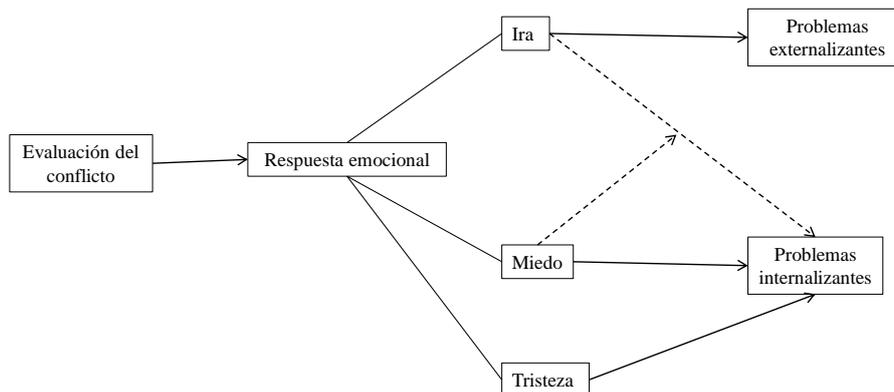 Ira
Problemas
externalizantes
Evaluación del
conflicto
Respuesta emocional
Miedo
Problemas
internalizantes
Tristeza